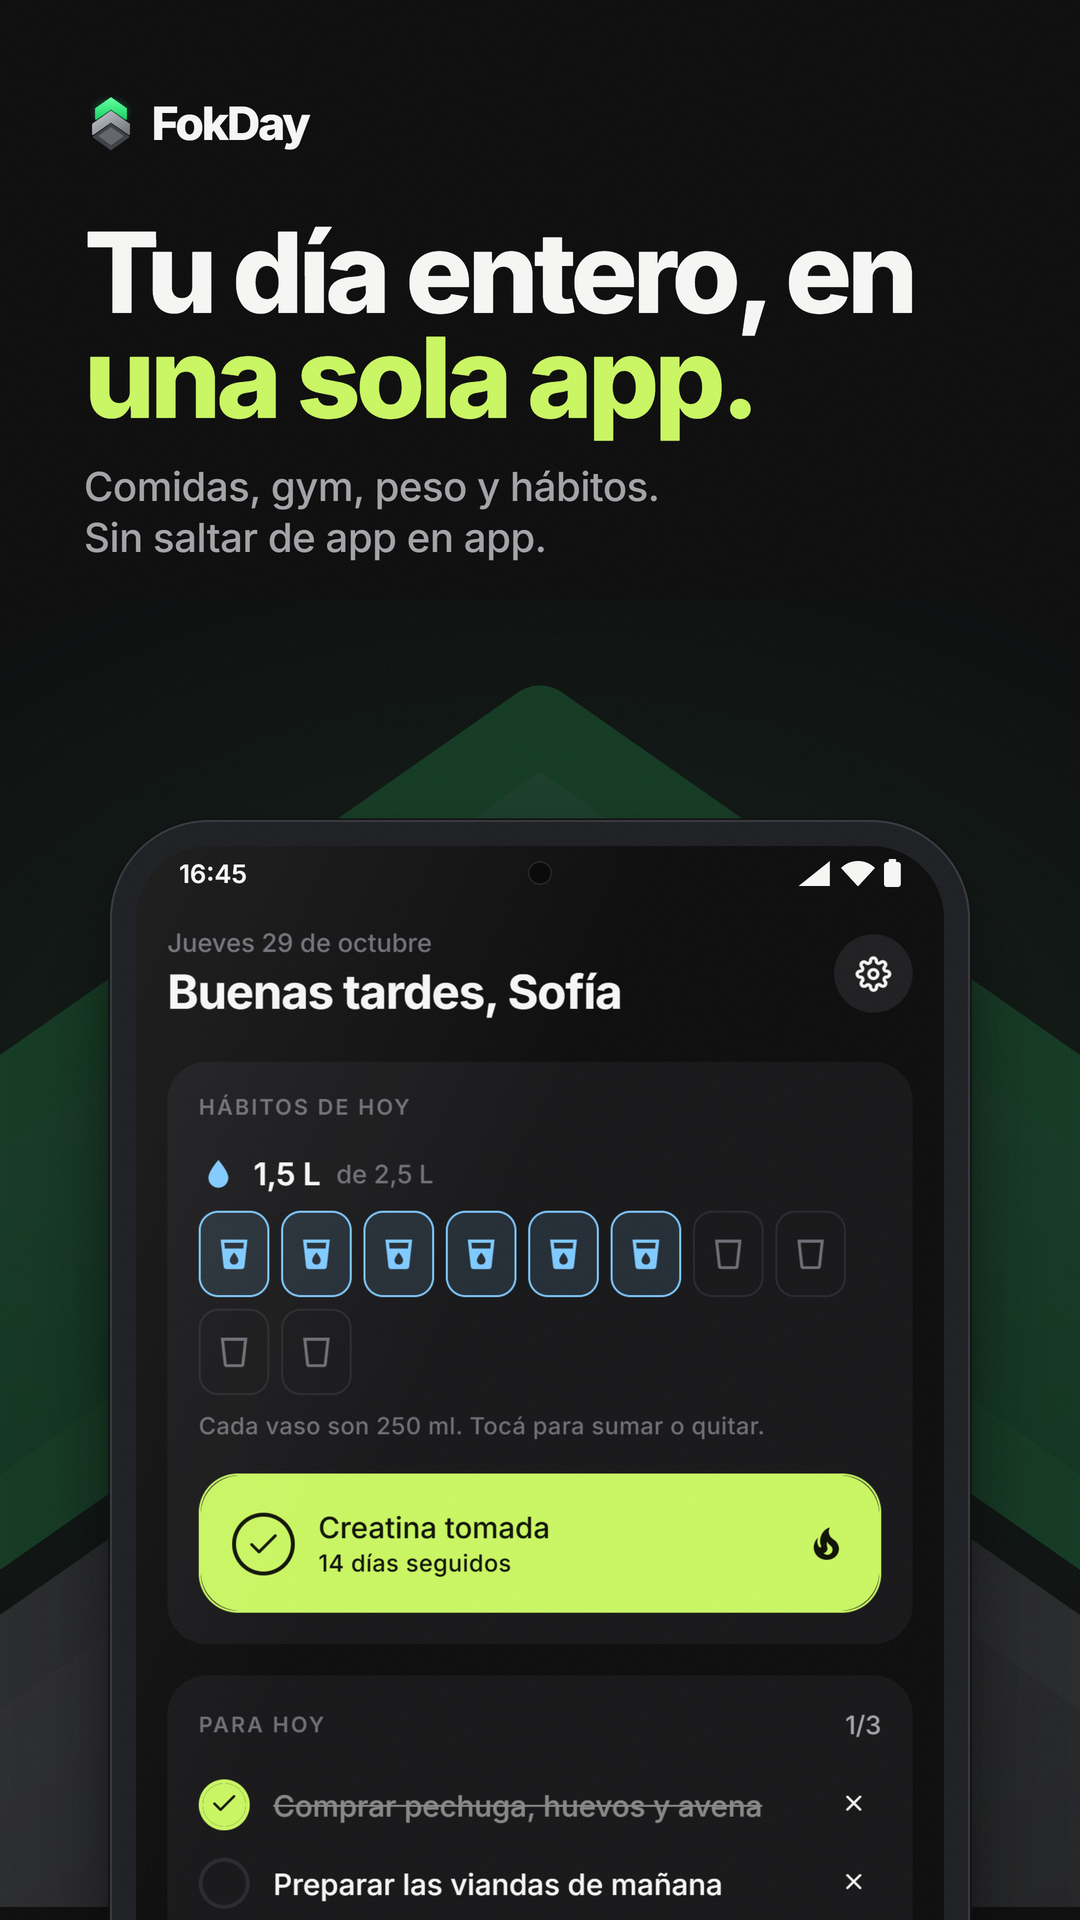 FokDay
Tu día entero, en
una sola app.
Comidas, gym, peso y hábitos.
Sin saltar de app en app.
16:45
Jueves 29 de octubre
Buenas tardes, Sofía
HÁBITOS DE HOY
1,5 L de 2,5 L
Cada vaso son 250 ml. Tocá para sumar o quitar.
Creatina tomada
14 días seguidos
PARA HOY 1/3
Comprar pechuga, huevos y avena
Preparar las viandas de mañana